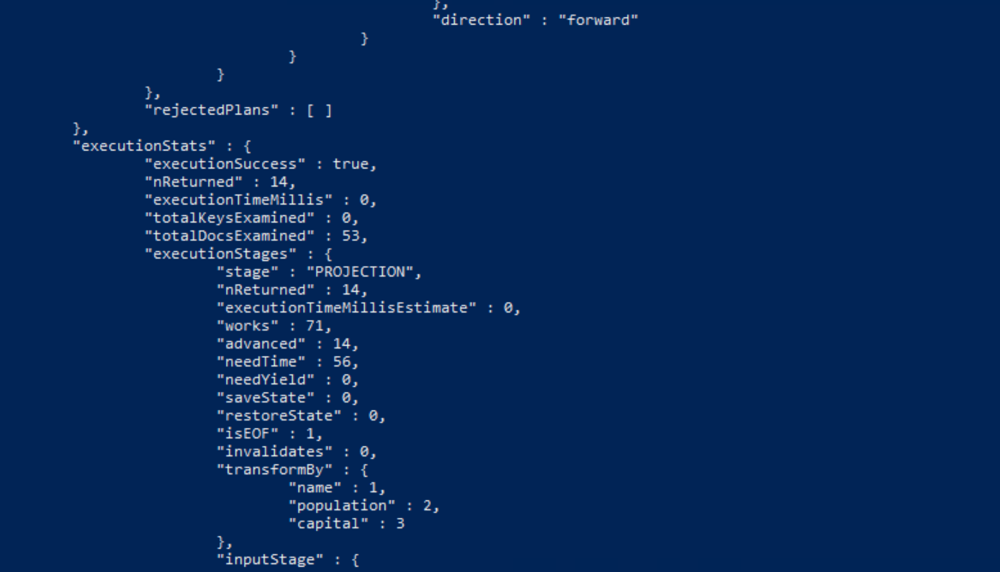 },
"direction" : "forward"
}
}
}
},
"rejectedPlans" : [ ]
},
"executionStats" : {
"executionSuccess" : true,
"nReturned" : 14,
"executionTimeMillis" : 0,
"totalKeysExamined" : 0,
"totalDocsExamined" : 53,
"executionStages" : {
"stage" : "PROJECTION",
"nReturned" : 14,
"executionTimeMillisEstimate" : 0,
"works" : 71,
"advanced" : 14,
"needTime" : 56,
"needYield" : 0,
"saveState" : 0,
"restoreState" : 0,
"isEOF" : 1,
"invalidates" : 0,
"transformBy" : {
"name" : 1,
"population" : 2,
"capital" : 3
},
"inputStage" : {